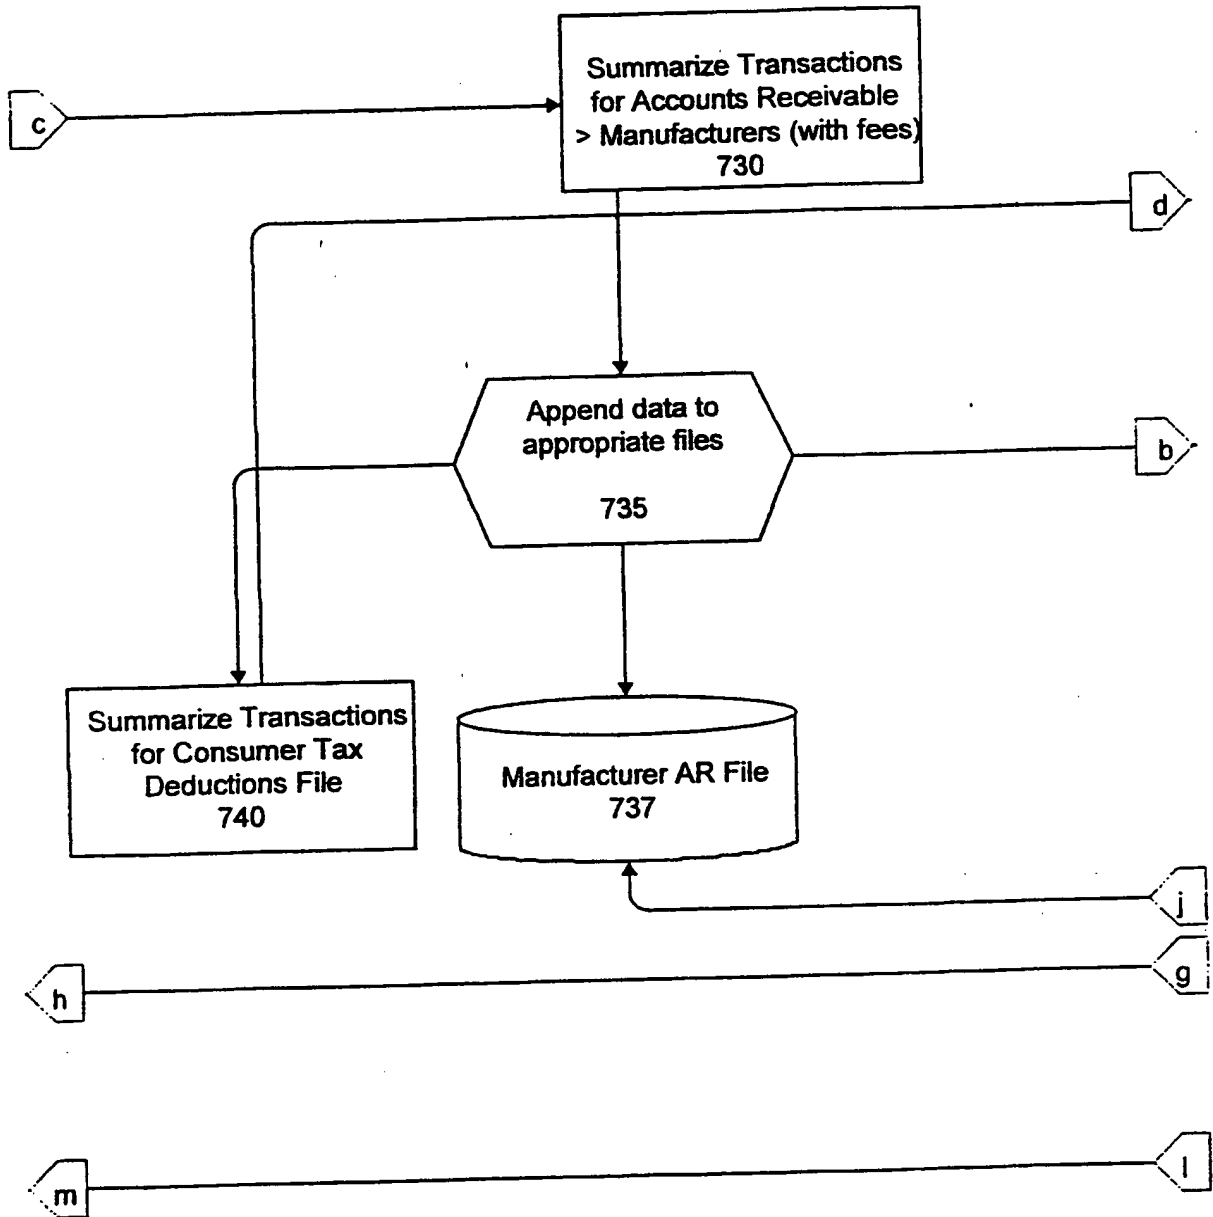 Summarize Transactions
for Accounts Receivable
> Manufacturers (with fees)
730
c
d
Append data to
appropriate files
735
b
Summarize Transactions
for Consumer Tax
Deductions File
740
Manufacturer AR File
737
j
g
h
l
m